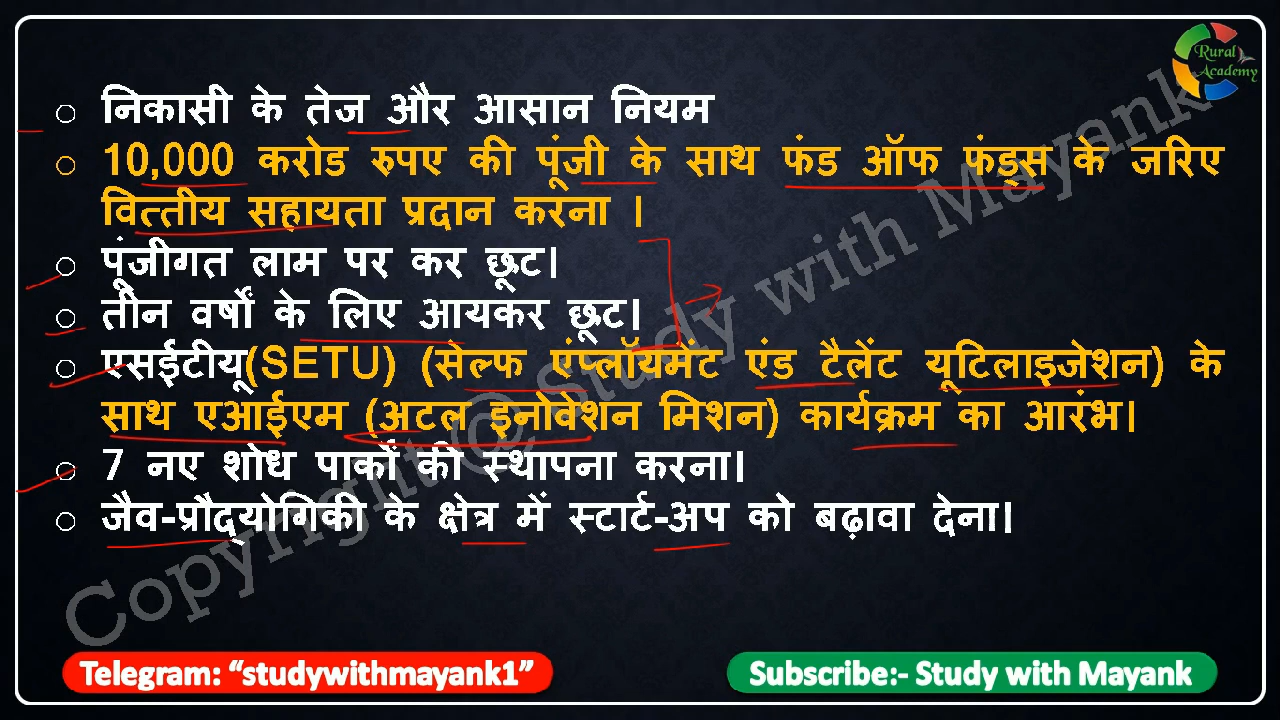 Rural
Academy
○ निकासी के तेज और आसान नियम
○ 10,000 करोड रुपए की पूंजी के साथ फंड ऑफ फंड्स के जरिए
वित्तीय सहायता प्रदान करना ।
○ पूंजीगत लाम पर कर छूट।
○ तीन वर्षों के लिए आयकर छूट।
○ एसईटीयू(SETU) (सेल्फ एंप्लॉयमेंट एंड टैलेंट यूटिलाइजेशन) के
साथ एआईएम (अटल इनोवेशन मिशन) कार्यक्रम का आरंभ।
○ 7 नए शोध पार्कों की स्थापना करना।
○ जैव-प्रौद्योगिकी के क्षेत्र में स्टार्ट-अप को बढ़ावा देना।
Copyright@Study with Mayank
Telegram: “studywithmayank1”
Subscribe:- Study with Mayank